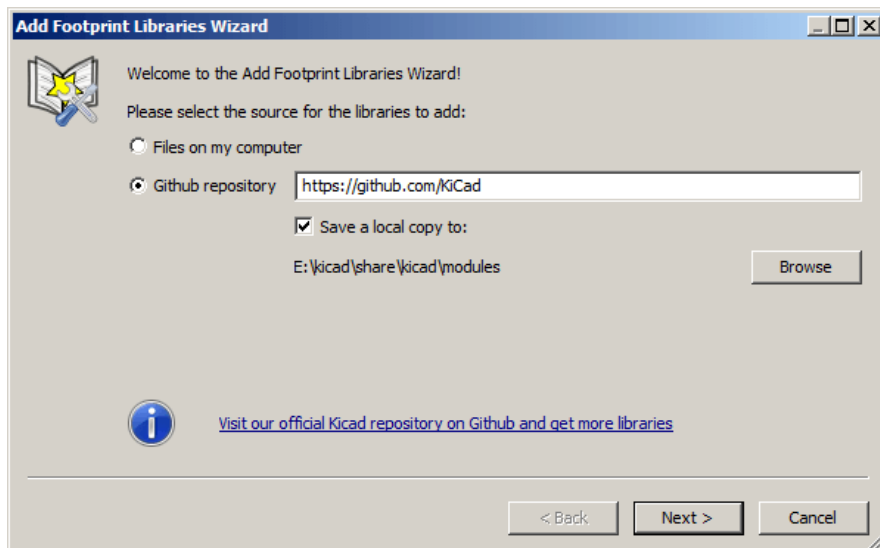 Add Footprint Libraries Wizard
Welcome to the Add Footprint Libraries Wizard!
Please select the source for the libraries to add:
Files on my computer
Github repository https://github.com/KiCad
Save a local copy to:
E:\kicad\share\kicad\modules Browse
Visit our official Kicad repository on Github and get more libraries
< Back Next > Cancel